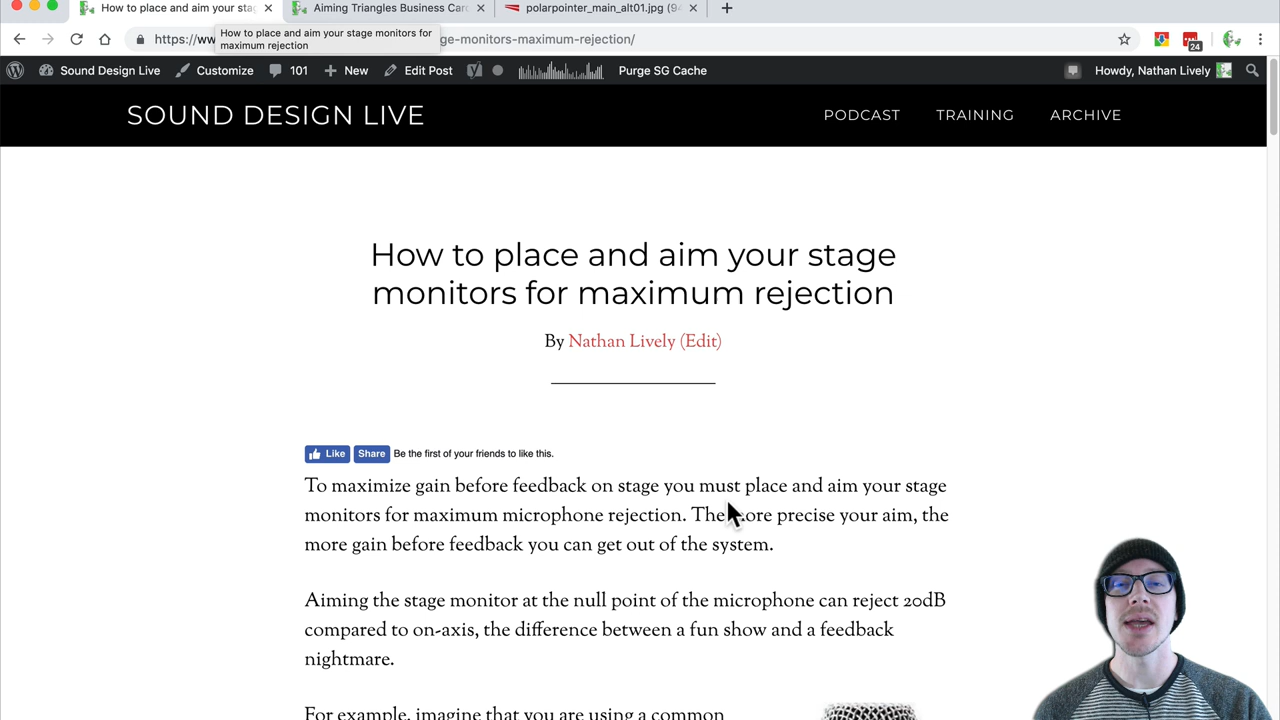 How to place and aim your stag
Aiming Triangles Business Car
polarpointer_main_alt01.jpg (94
https://ww
ge-monitors-maximum-rejection/
How to place and aim your stage monitors for
maximum rejection
24
Sound Design Live
Customize
101
New
Edit Post
Purge SG Cache
Howdy, Nathan Lively
SOUND DESIGN LIVE
PODCAST
TRAINING
ARCHIVE
How to place and aim your stage
monitors for maximum rejection
By Nathan Lively (Edit)
Like
Share
Be the first of your friends to like this.
To maximize gain before feedback on stage you must place and aim your stage
monitors for maximum microphone rejection. The more precise your aim, the
more gain before feedback you can get out of the system.
Aiming the stage monitor at the null point of the microphone can reject 20dB
compared to on-axis, the difference between a fun show and a feedback
nightmare.
For example, imagine that you are using a common